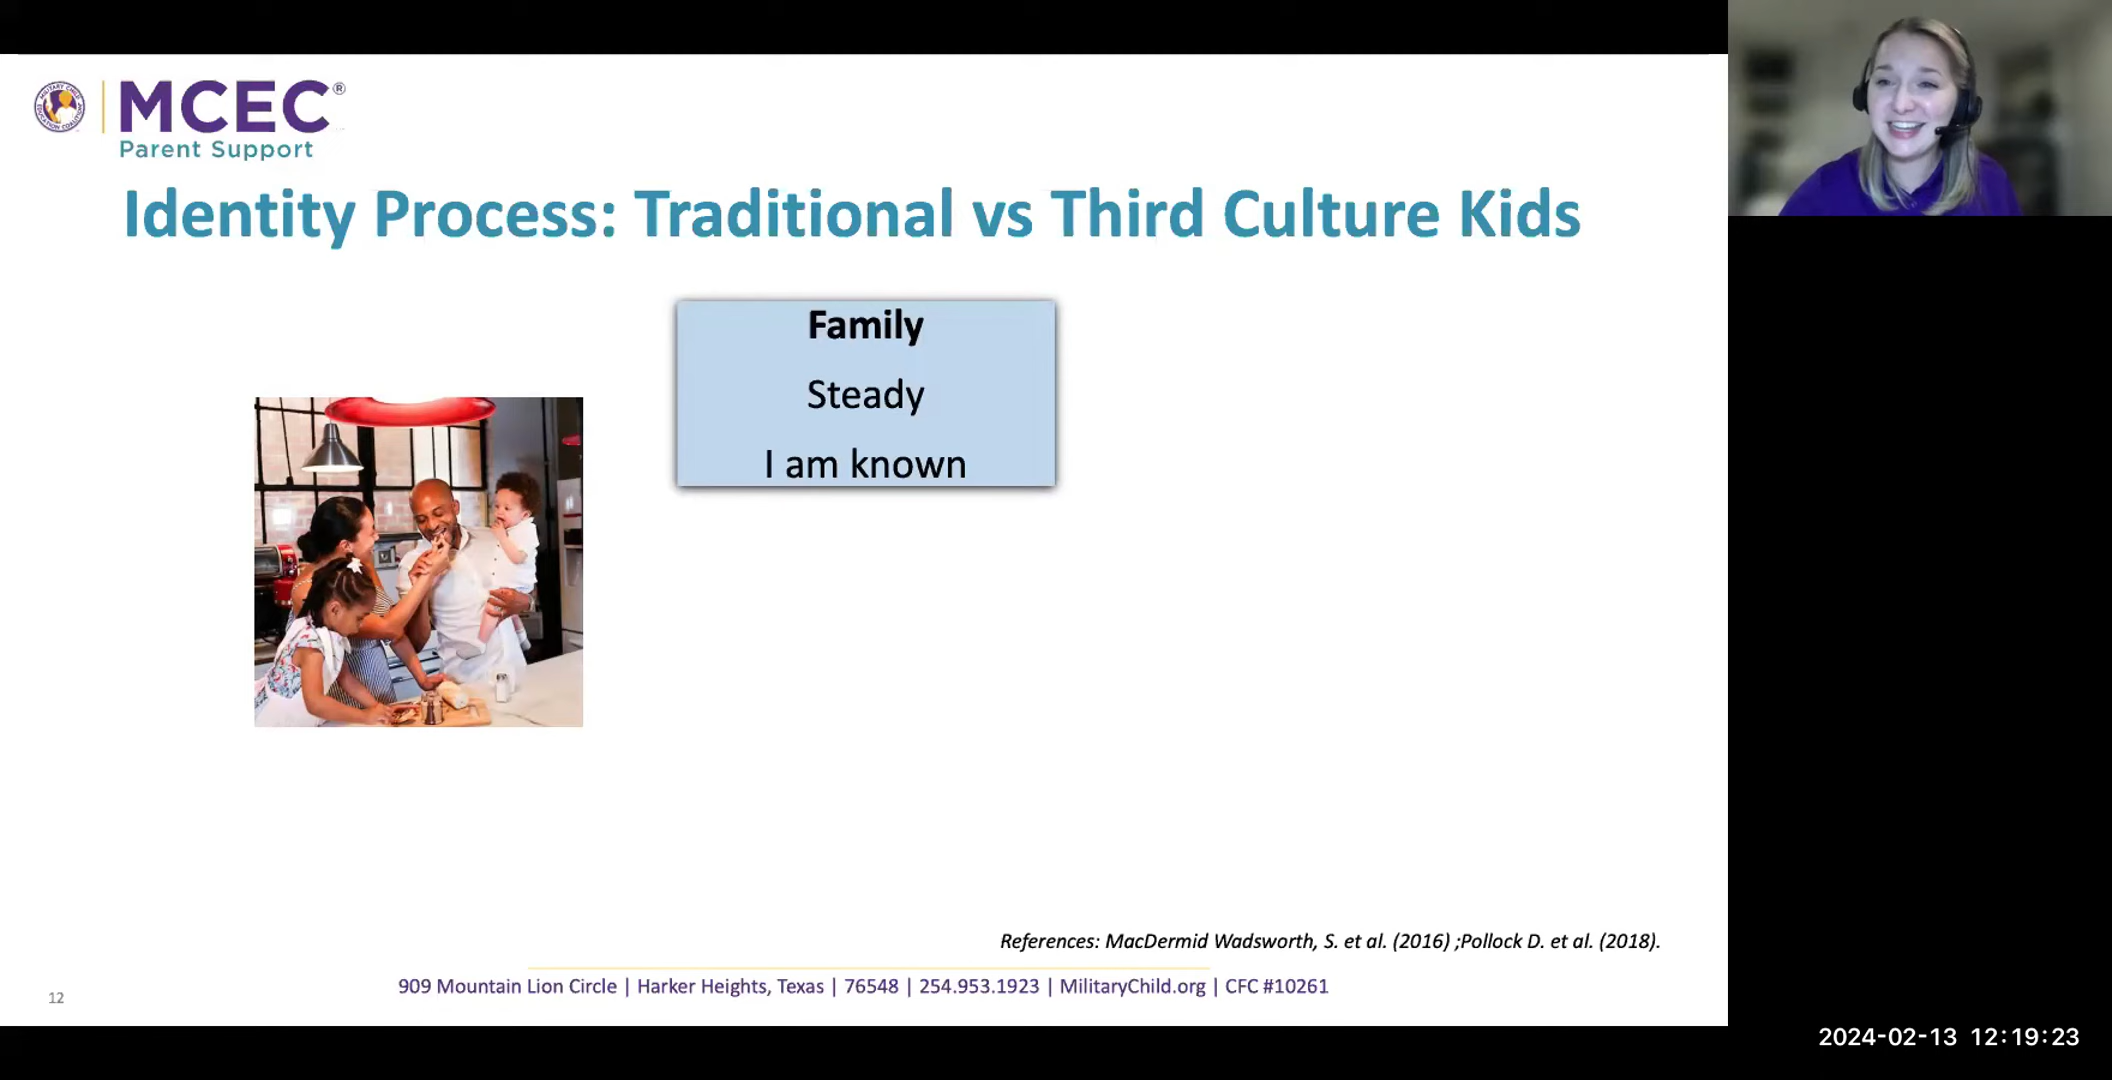 MCEC®
Parent Support
Identity Process: Traditional vs Third Culture Kids
Family
Steady
I am known
References: MacDermid Wadsworth, S. et al. (2016) ;Pollock D. et al. (2018).
909 Mountain Lion Circle | Harker Heights, Texas | 76548 | 254.953.1923 | MilitaryChild.org | CFC #10261
12
2024-02-13 12:19:23